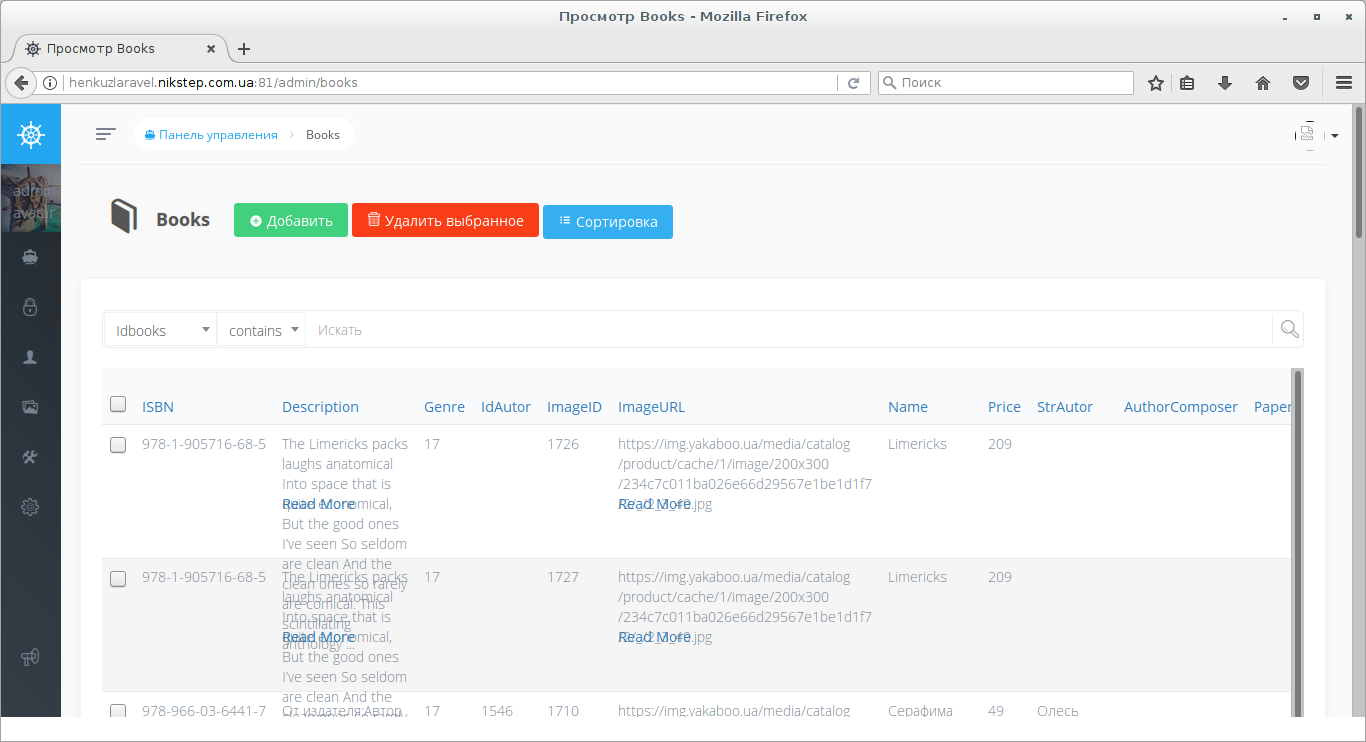 Просмотр Books - Mozilla Firefox
Просмотр Books
henkuzlaravel.nikstep.com.ua:81/admin/books
Поиск
Панель управления
Books
admin
avatar
Books
Добавить
Удалить выбранное
Сортировка
Idbooks
contains
Искать
ISBN Description Genre IdAutor ImageID ImageURL Name Price StrAutor AuthorComposer Paper
978-1-905716-68-5 The Limericks packs 17 1726 https://img.yakaboo.ua/media/catalog Limericks 209
laughs anatomical /product/cache/1/image/200x300
Into space that is /234c7c011ba026e66d29567e1be1d1f7
quite economical,
Read More Read More
But the good ones
I've seen So seldom
are clean And the
clean ones so rarely
are comical. This
scintillating
anthology ...
978-1-905716-68-5 The Limericks packs 17 1727 https://img.yakaboo.ua/media/catalog Limericks 209
laughs anatomical /product/cache/1/image/200x300
Into space that is /234c7c011ba026e66d29567e1be1d1f7
quite economical,
Read More Read More
But the good ones
I've seen So seldom
are clean And the
978-966-03-6441-7 От издателя:Автор 17 1546 1710 https://img.yakaboo.ua/media/catalog Серафима 49 Олесь